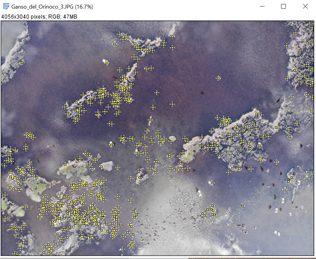 Ganso_del_Orinoco_3.JPG (16.7%)
4056x3040 pixels; RGB; 47MB